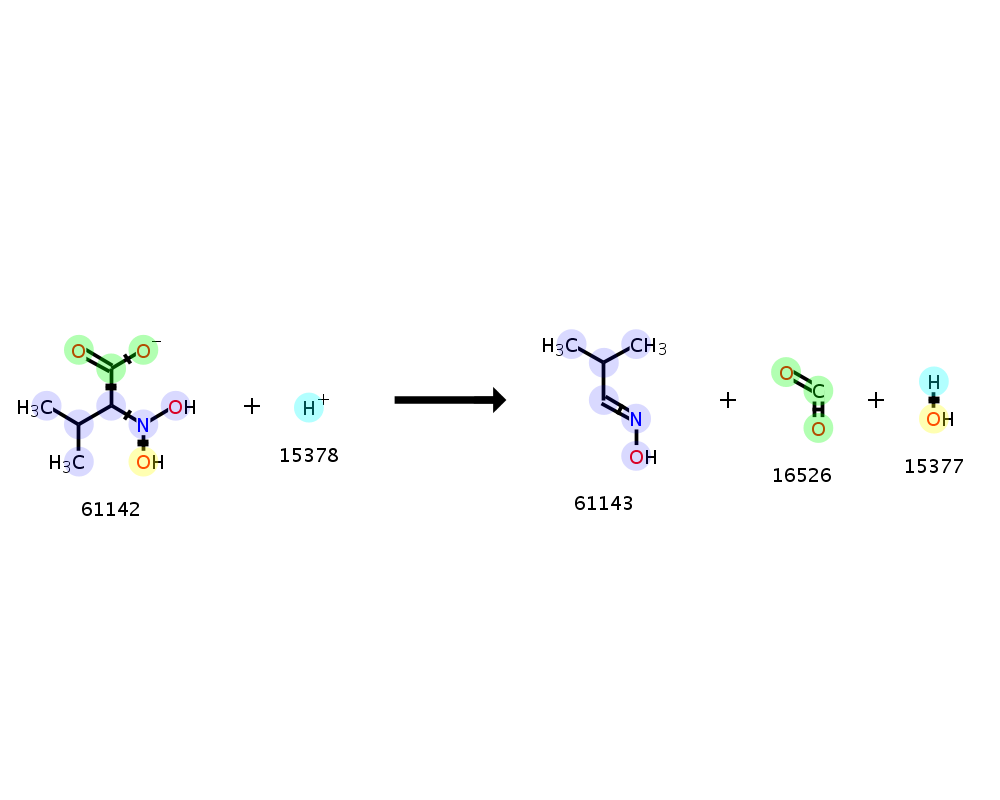 O O⁻
H₃C N OH
H₃C OH
61142
+
H⁺
15378
H₃C CH₃
N
OH
61143
+
O
C
O
16526
+
H
OH
15377